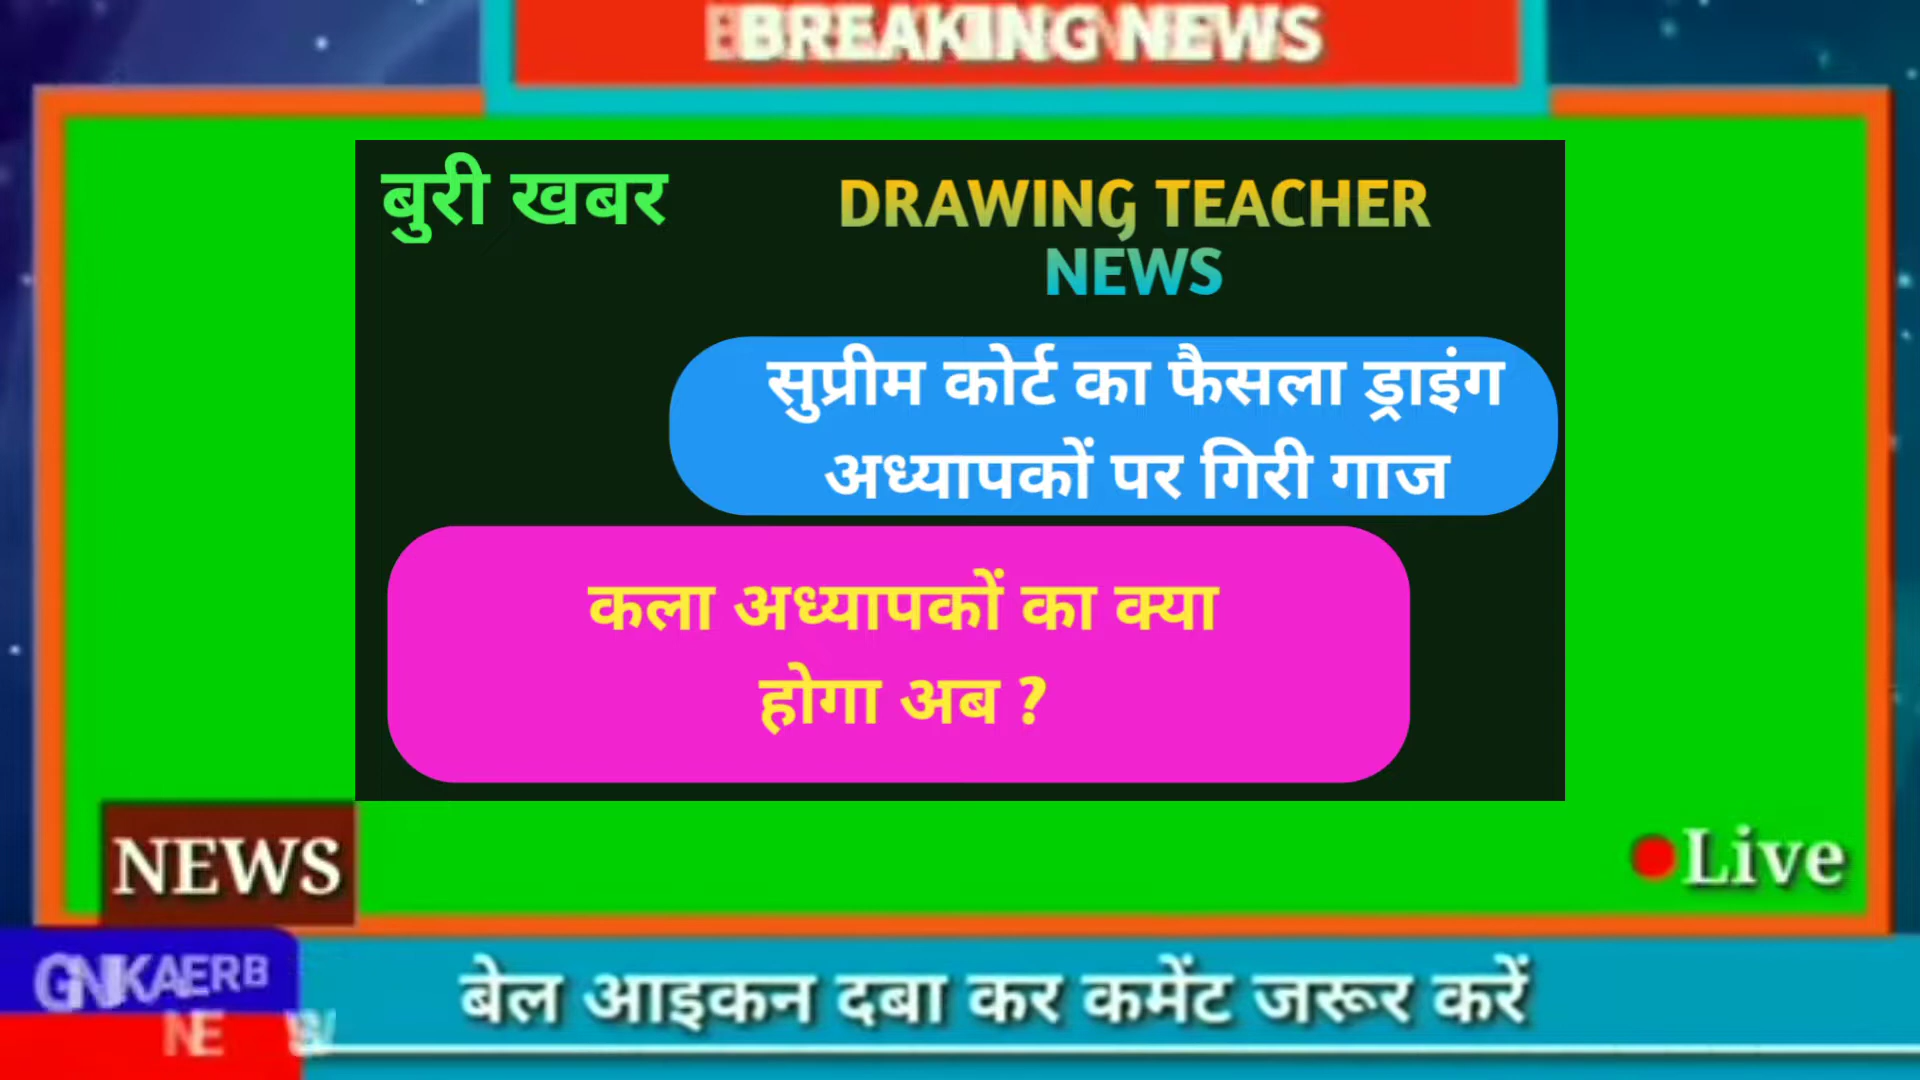 BREAKING NEWS
बुरी खबर
DRAWING TEACHER
NEWS
सुप्रीम कोर्ट का फैसला ड्राइंग
अध्यापकों पर गिरी गाज
कला अध्यापकों का क्या
होगा अब ?
NEWS
Live
बेल आइकन दबा कर कमेंट जरूर करें